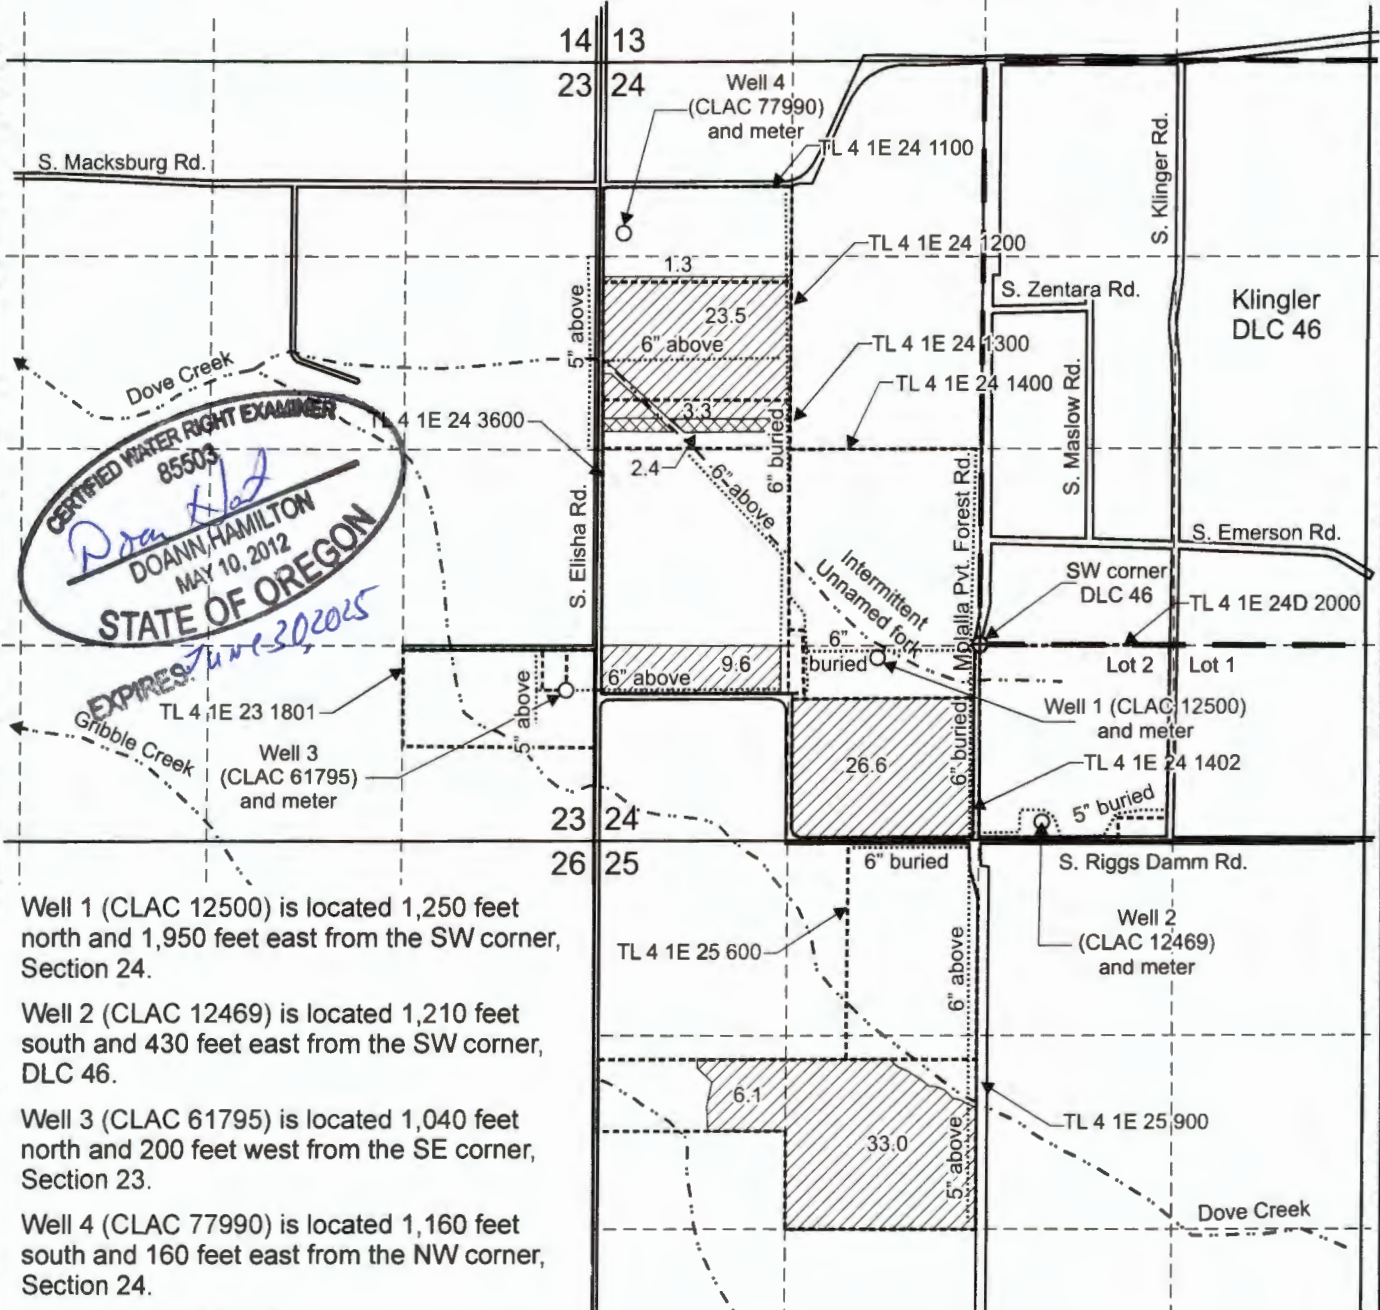 14 13
23 24
Well 4
(CLAC 77990)
and meter
TL 4 1E 24 1100
S. Macksburg Rd.
S. Klinger Rd.
TL 4 1E 24 1200
1.3
S. Zentara Rd.
Klingler
DLC 46
5" above
23.5
6" above
TL 4 1E 24 1300
Dove Creek
TL 4 1E 24 1400
S. Maslow Rd.
CERTIFIED WATER RIGHT EXAMINER
85503
DOANN HAMILTON
MAY 10, 2012
STATE OF OREGON
EXPIRES: June 30, 2025
TL 4 1E 24 3600
3.3
6" buried
2.4
6" above
S. Elisha Rd.
Molalla Pvt. Forest Rd.
S. Emerson Rd.
Intermittent
Unnamed fork
SW corner
DLC 46
TL 4 1E 24D 2000
6"
buried
Lot 2
Lot 1
9.6
6" above
5" above
TL 4 1E 23 1801
Well 1 (CLAC 12500)
and meter
Gribble Creek
Well 3
(CLAC 61795)
and meter
26.6
6" buried
TL 4 1E 24 1402
5" buried
23 24
26 25
6" buried
S. Riggs Damm Rd.
Well 2
(CLAC 12469)
and meter
TL 4 1E 25 600
6" above
6.1
33.0
5" above
TL 4 1E 25 900
Dove Creek
Well 1 (CLAC 12500) is located 1,250 feet
north and 1,950 feet east from the SW corner,
Section 24.
Well 2 (CLAC 12469) is located 1,210 feet
south and 430 feet east from the SW corner,
DLC 46.
Well 3 (CLAC 61795) is located 1,040 feet
north and 200 feet west from the SE corner,
Section 23.
Well 4 (CLAC 77990) is located 1,160 feet
south and 160 feet east from the NW corner,
Section 24.